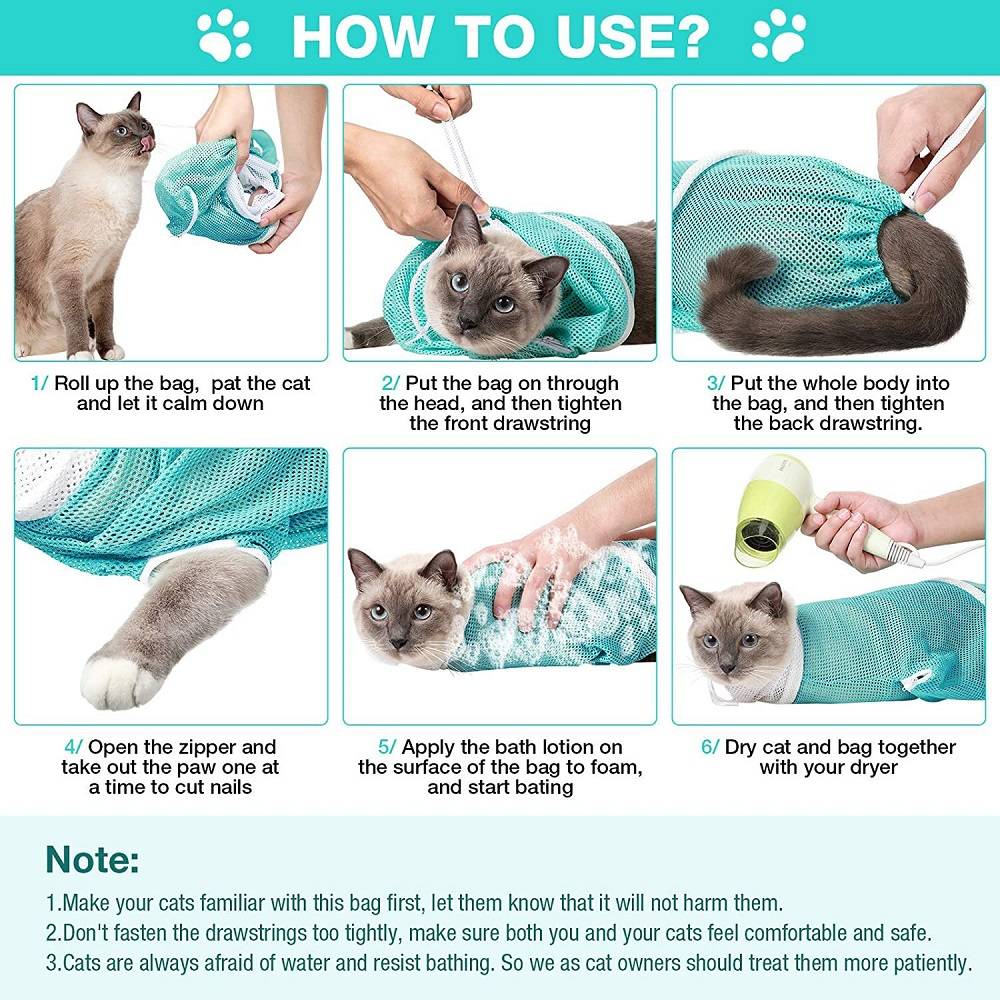 HOW TO USE?
1/ Roll up the bag, pat the cat
and let it calm down
2/ Put the bag on through
the head, and then tighten
the front drawstring
3/ Put the whole body into
the bag, and then tighten
the back drawstring.
4/ Open the zipper and
take out the paw one at
a time to cut nails
5/ Apply the bath lotion on
the surface of the bag to foam,
and start bating
6/ Dry cat and bag together
with your dryer
Note:
1.Make your cats familiar with this bag first, let them know that it will not harm them.
2.Don't fasten the drawstrings too tightly, make sure both you and your cats feel comfortable and safe.
3.Cats are always afraid of water and resist bathing. So we as cat owners should treat them more patiently.